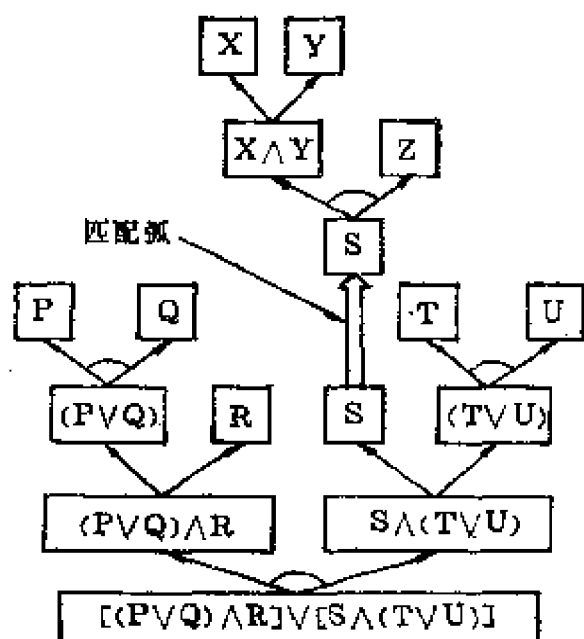 X Y
X∧Y Z
S
匹配弧
P Q T U
(P∨Q) R S (T∨U)
(P∨Q)∧R S∧(T∨U)
[(P∨Q)∧R]∨[S∧(T∨U)]